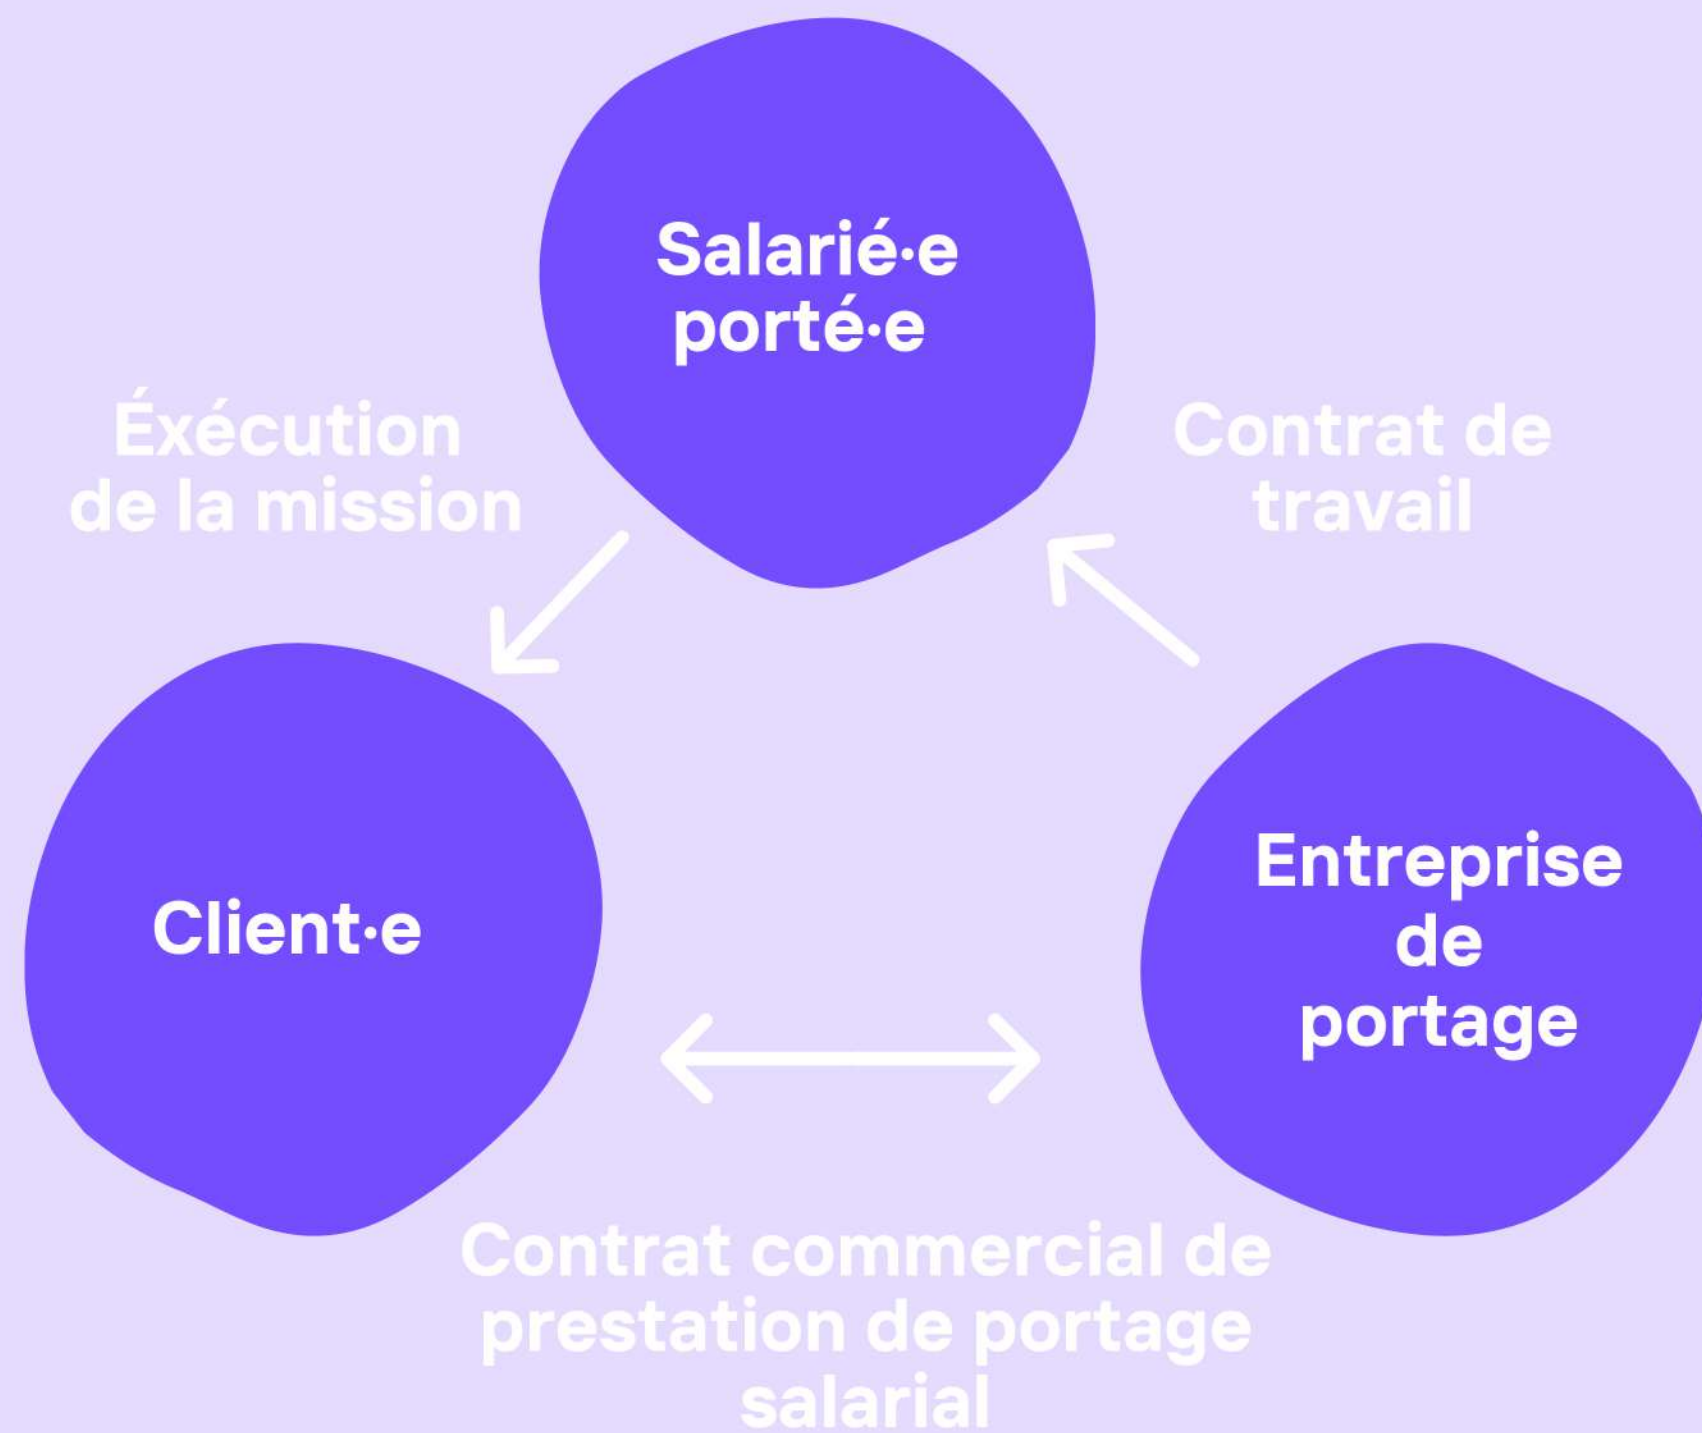 Salarié·e
porté·e
Éxécution
de la mission
Contrat de
travail
Client·e
Entreprise
de
portage
Contrat commercial de
prestation de portage
salarial